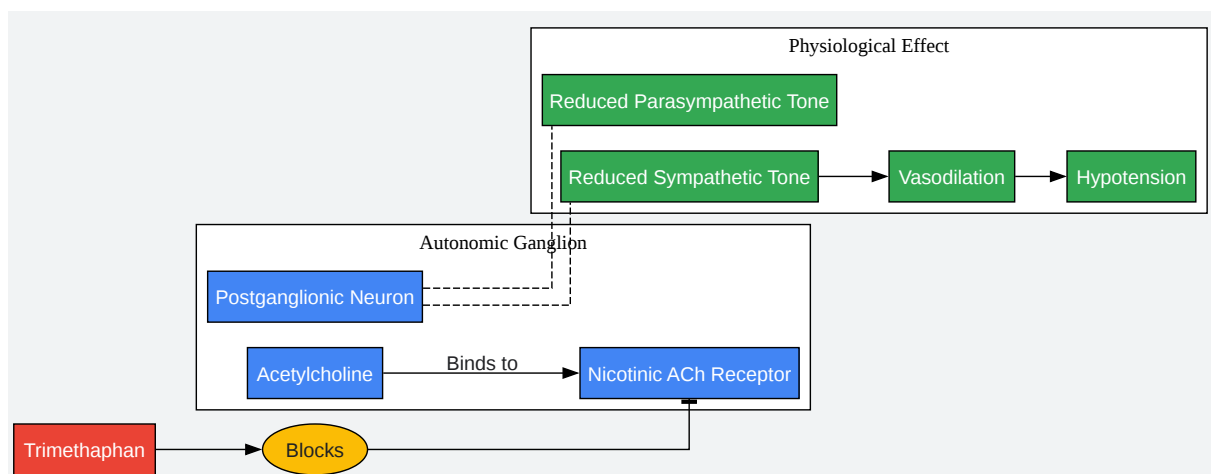 Physiological Effect
Reduced Parasympathetic Tone
Reduced Sympathetic Tone
Vasodilation
Hypotension
Autonomic Ganglion
Postganglionic Neuron
Acetylcholine
Binds to
Nicotinic ACh Receptor
Trimethaphan
Blocks